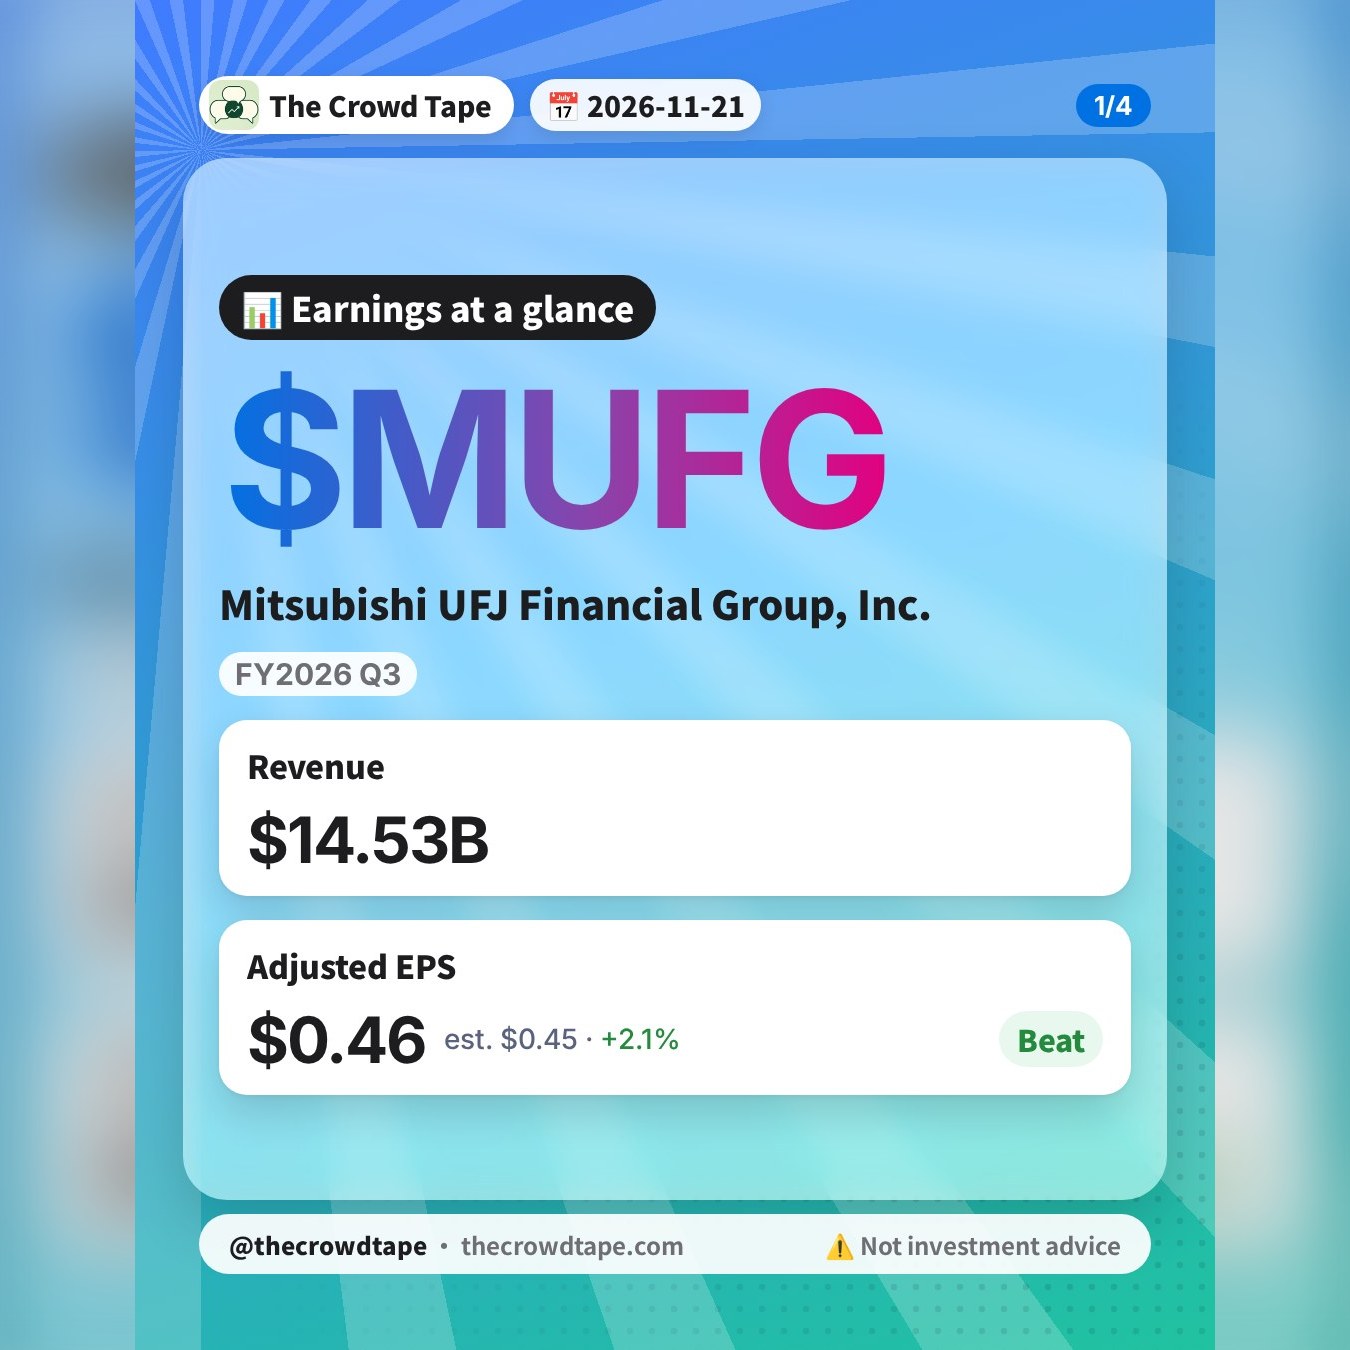 The Crowd Tape
📅 2026-11-21
1/4
📊 Earnings at a glance
$MUFG
Mitsubishi UFJ Financial Group, Inc.
FY2026 Q3
Revenue
$14.53B
Adjusted EPS
$0.46 est. $0.45 · +2.1%
Beat
@thecrowdtape • thecrowdtape.com
⚠️ Not investment advice